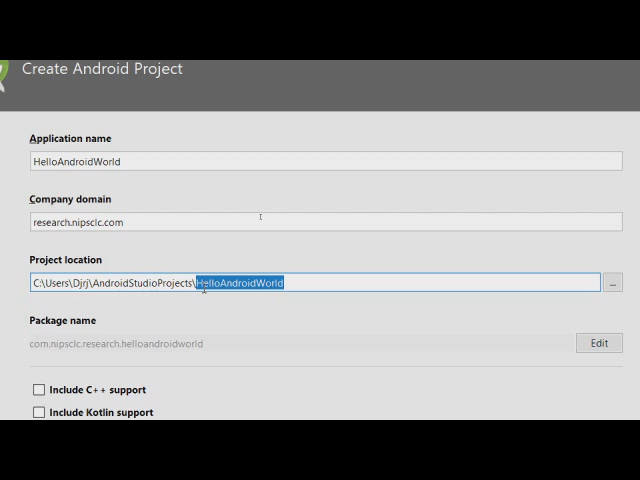 Create Android Project
Application name
HelloAndroidWorld
Company domain
research.nipsclc.com
Project location
C:\Users\Djrj\AndroidStudioProjects\HelloAndroidWorld
...
Package name
com.nipsclc.research.helloandroidworld
Edit
Include C++ support
Include Kotlin support